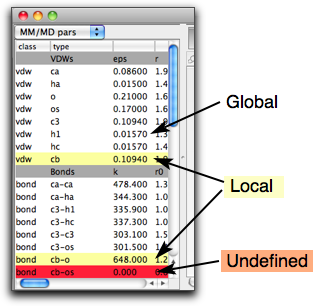 MM/MD pars
class type
VDWs eps r
vdw ca 0.08600 1.9
vdw ha 0.01500 1.4
vdw o 0.21000 1.6
vdw os 0.17000 1.6
vdw c3 0.10940 1.9
vdw h1 0.01570 1.3
vdw hc 0.01570 1.4
vdw cb 0.10940 1.9
Bonds k r0
bond ca-ca 478.400 1.3
bond ca-ha 344.300 1.0
bond c3-h1 335.900 1.0
bond c3-hc 337.300 1.0
bond c3-c3 303.100 1.5
bond c3-os 301.500 1.
bond cb-o 648.000 1.2
bond cb-os 0.000
Global
Local
Undefined